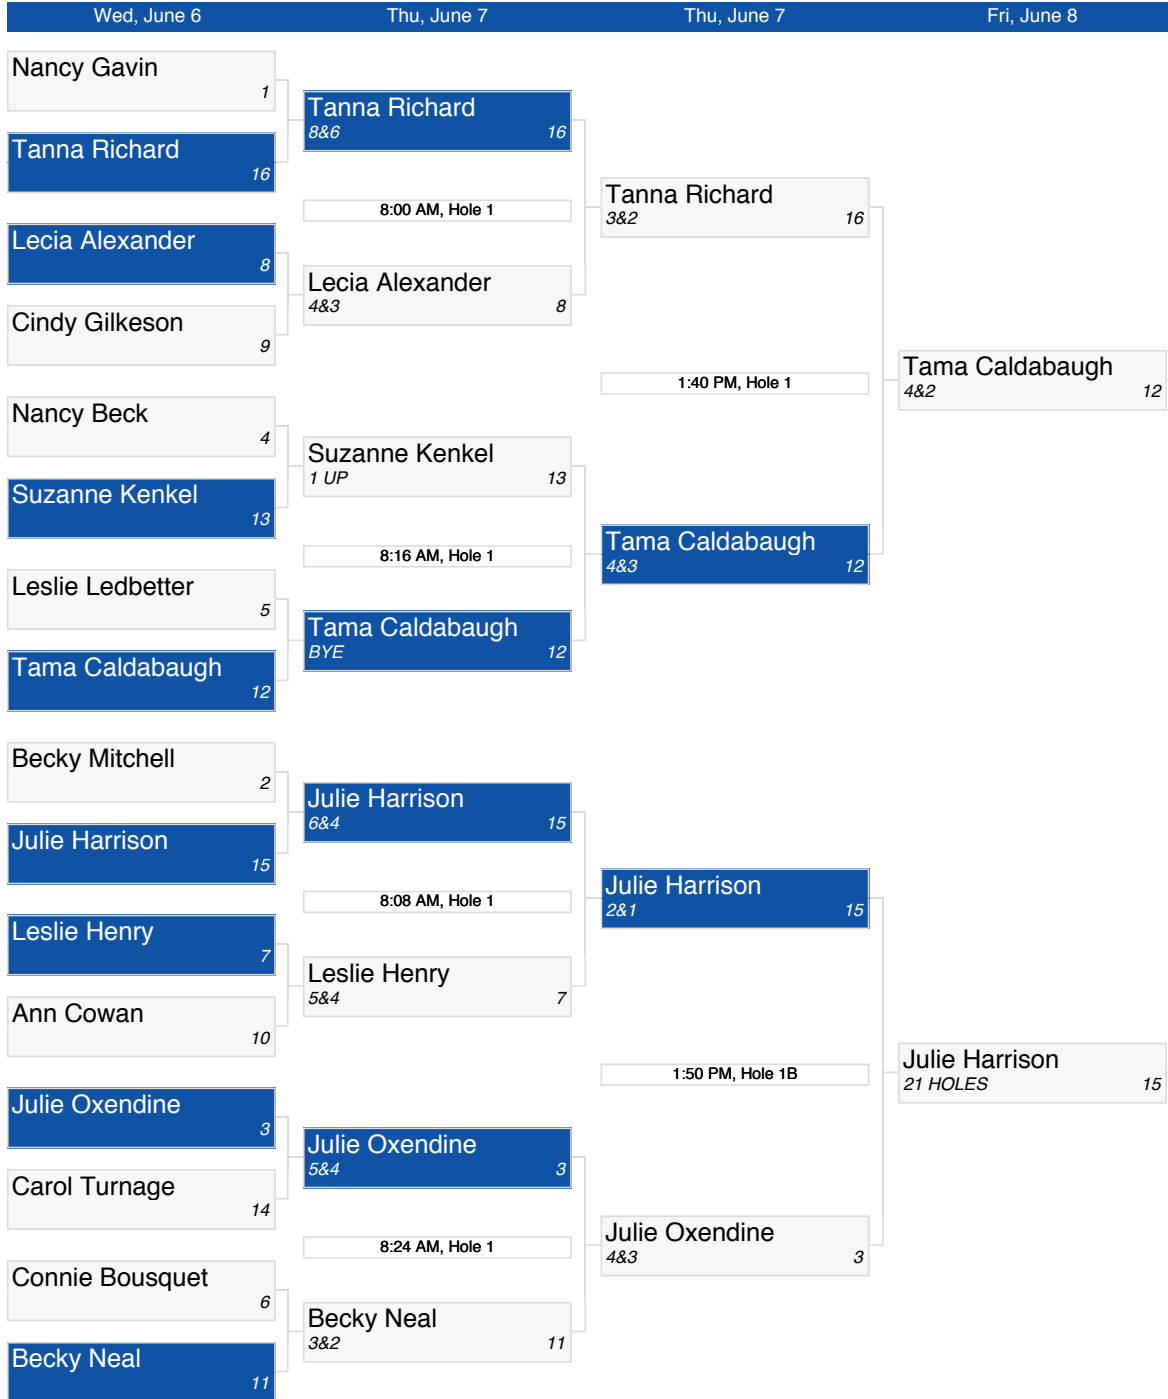 Wed, June 6
Thu, June 7
Thu, June 7
Fri, June 8
Nancy Gavin
1
Tanna Richard
16
Lecia Alexander
8
Cindy Gilkeson
9
Nancy Beck
4
Suzanne Kenkel
13
Leslie Ledbetter
5
Tama Caldabaugh
12
Becky Mitchell
2
Julie Harrison
15
Leslie Henry
7
Ann Cowan
10
Julie Oxendine
3
Carol Turnage
14
Connie Bousquet
6
Becky Neal
11
Tanna Richard
8&6 16
8:00 AM, Hole 1
Lecia Alexander
4&3 8
Suzanne Kenkel
1 UP 13
8:16 AM, Hole 1
Tama Caldabaugh
BYE 12
Julie Harrison
6&4 15
8:08 AM, Hole 1
Leslie Henry
5&4 7
Julie Oxendine
5&4 3
8:24 AM, Hole 1
Becky Neal
3&2 11
Tanna Richard
3&2 16
1:40 PM, Hole 1
Tama Caldabaugh
4&3 12
Julie Harrison
2&1 15
1:50 PM, Hole 1B
Julie Oxendine
4&3 3
Tama Caldabaugh
4&2 12
Julie Harrison
21 HOLES 15